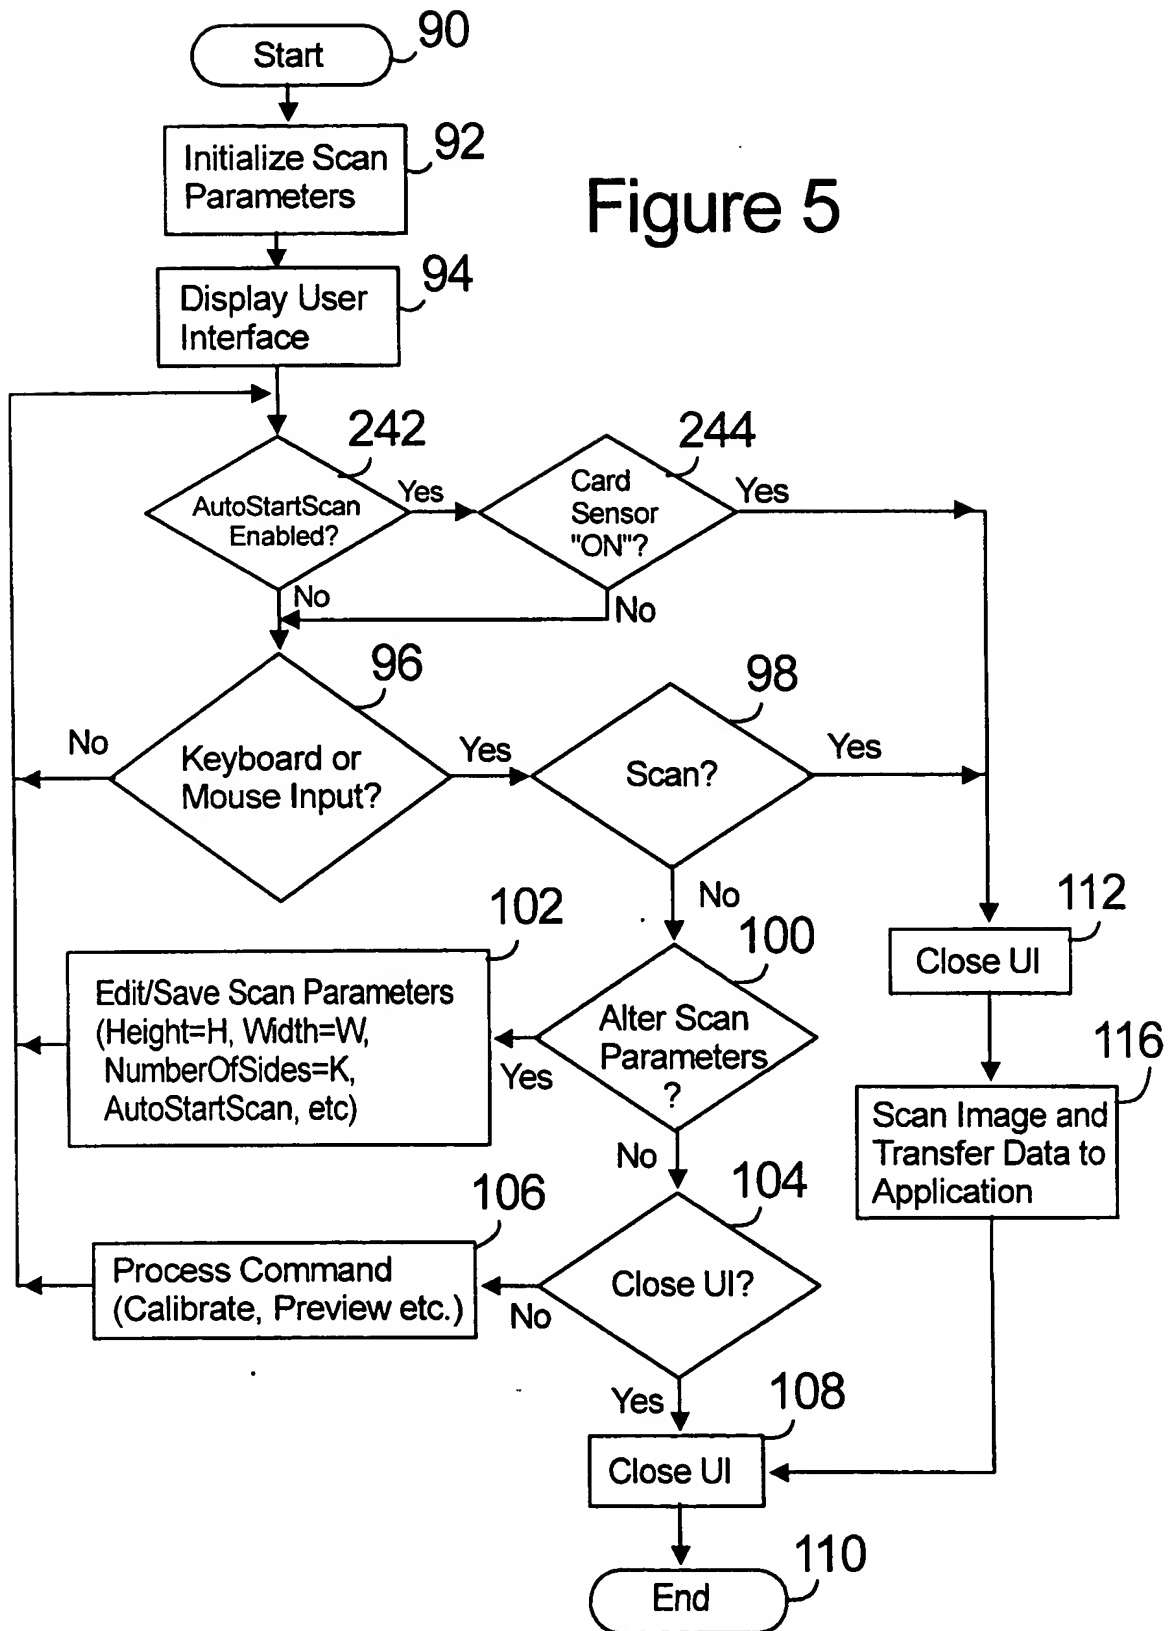 Start
90
Initialize Scan
Parameters
92
Figure 5
Display User
Interface
94
AutoStartScan
Enabled?
242
Yes
Card
Sensor
"ON"?
244
Yes
No
No
Keyboard or
Mouse Input?
96
No
Yes
Scan?
98
Yes
No
112
Close UI
102
Edit/Save Scan Parameters
(Height=H, Width=W,
NumberOfSides=K,
AutoStartScan, etc)
100
Alter Scan
Parameters
?
Yes
No
116
Scan Image and
Transfer Data to
Application
106
Process Command
(Calibrate, Preview etc.)
104
Close UI?
No
Yes
108
Close UI
110
End